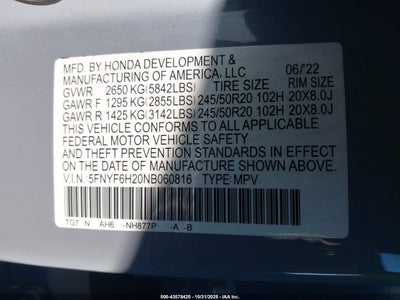 MFD. BY HONDA DEVELOPMENT &
MANUFACTURING OF AMERICA, LLC 06/'22
GVWR 2650 KG(5842LBS) TIRE SIZE RIM SIZE
GAWR F 1295 KG(2855LBS) 245/50R20 102H 20X8.0J
GAWR R 1425 KG(3142LBS) 245/50R20 102H 20X8.0J
THIS VEHICLE CONFORMS TO ALL APPLICABLE
FEDERAL MOTOR VEHICLE SAFETY
AND THEFT PREVENTION STANDARDS IN EFFECT
ON THE DATE OF MANUFACTURE SHOWN ABOVE.
V.I.N. 5FNYF6H20NB060816 TYPE:MPV
TG7 N AH6 -NH877P -A -B
000-43578420 (10/31/2025 - USA)